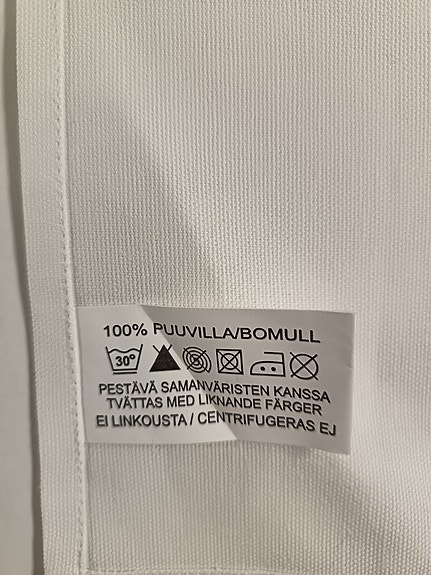 100% PUUVILLA/BOMULL
30°
PESTÄVÄ SAMANVÄRISTEN KANSSA
TVÄTTAS MED LIKNANDE FÄRGER
EI LINKOUSTA / CENTRIFUGERAS EJ